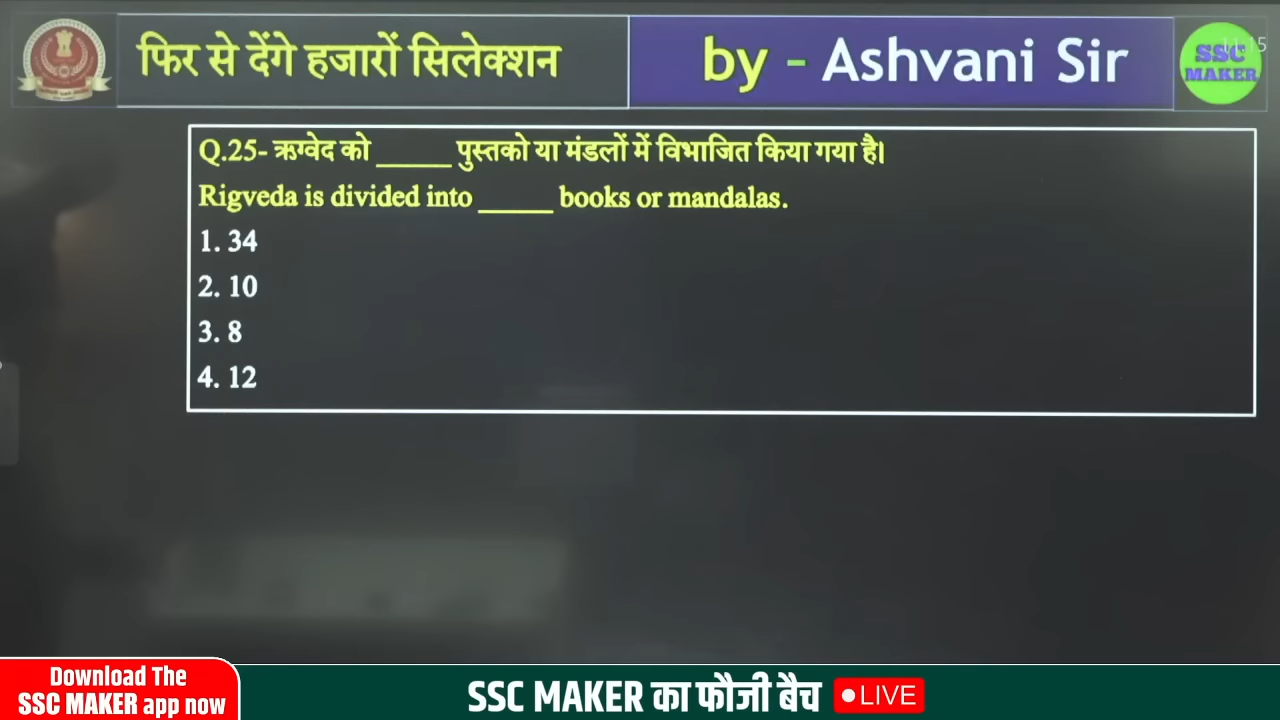 फिर से देंगे हजारों सिलेक्शन
by - Ashvani Sir
11:15
SSC
MAKER
Q.25- ऋग्वेद को _____ पुस्तको या मंडलों में विभाजित किया गया है।
Rigveda is divided into _____ books or mandalas.
1. 34
2. 10
3. 8
4. 12
Download The
SSC MAKER app now
SSC MAKER का फौजी बैच
LIVE